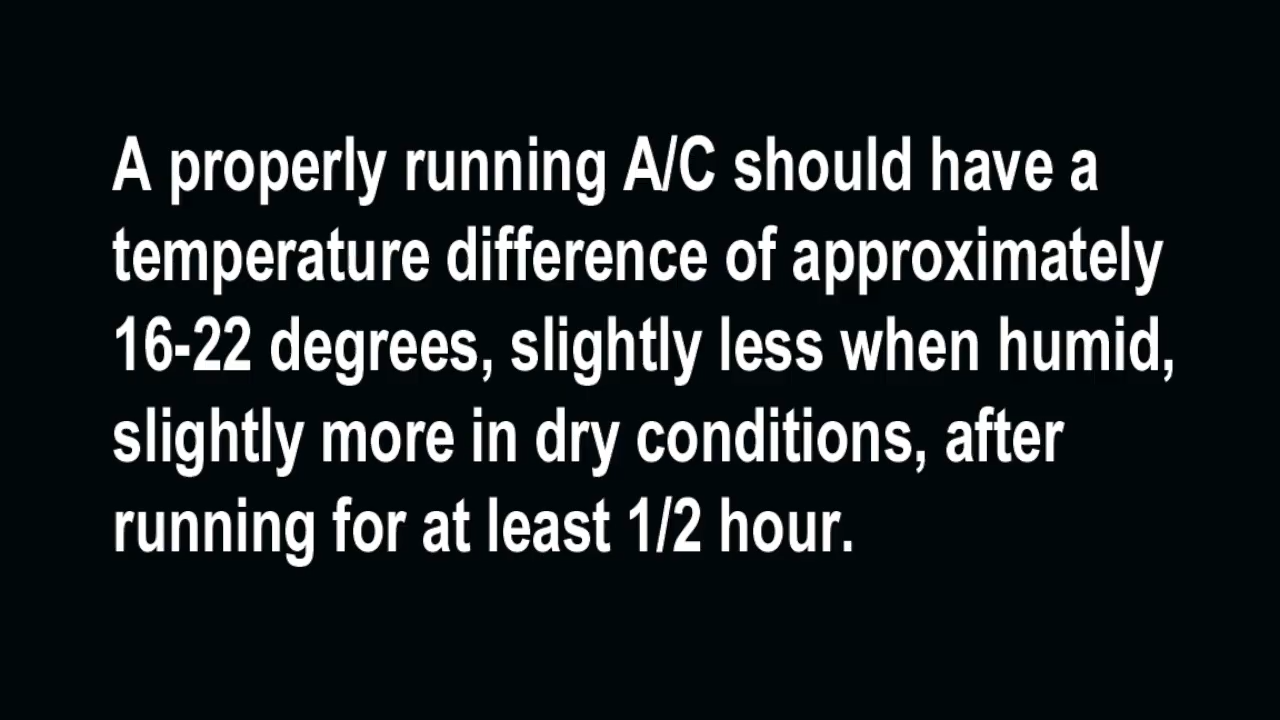 A properly running A/C should have a
temperature difference of approximately
16-22 degrees, slightly less when humid,
slightly more in dry conditions, after
running for at least 1/2 hour.